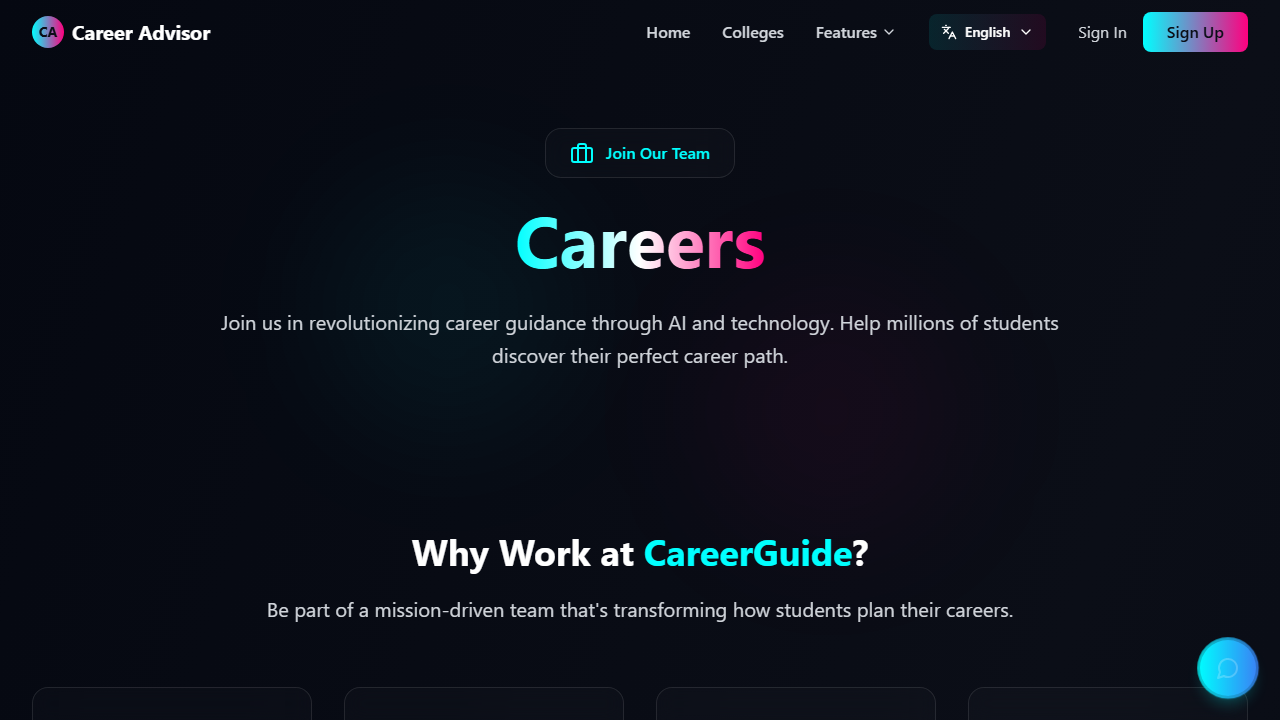 CA Career Advisor Home Colleges Features English Sign In Sign Up
Join Our Team
Careers
Join us in revolutionizing career guidance through AI and technology. Help millions of students
discover their perfect career path.
Why Work at CareerGuide?
Be part of a mission-driven team that's transforming how students plan their careers.